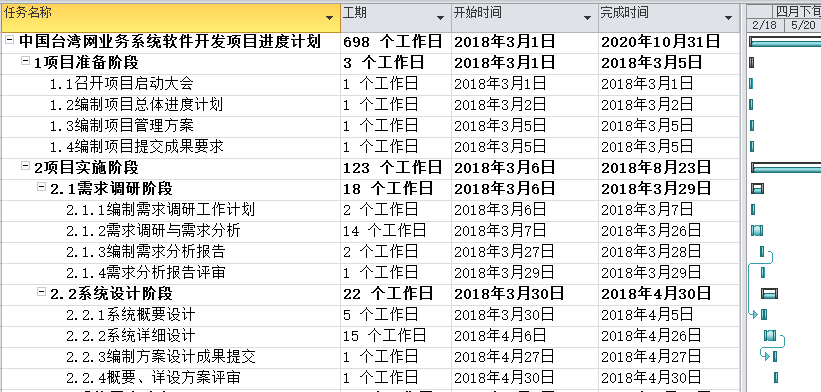 任务名称 工期 开始时间 完成时间 四月下旬
2/18 5/20
中国台湾网业务系统软件开发项目进度计划 698 个工作日 2018年3月1日 2020年10月31日
1项目准备阶段 3 个工作日 2018年3月1日 2018年3月5日
1.1召开项目启动大会 1 个工作日 2018年3月1日 2018年3月1日
1.2编制项目总体进度计划 1 个工作日 2018年3月2日 2018年3月2日
1.3编制项目管理方案 1 个工作日 2018年3月5日 2018年3月5日
1.4编制项目提交成果要求 1 个工作日 2018年3月5日 2018年3月5日
2项目实施阶段 123 个工作日 2018年3月6日 2018年8月23日
2.1需求调研阶段 18 个工作日 2018年3月6日 2018年3月29日
2.1.1编制需求调研工作计划 2 个工作日 2018年3月6日 2018年3月7日
2.1.2需求调研与需求分析 14 个工作日 2018年3月7日 2018年3月26日
2.1.3编制需求分析报告 2 个工作日 2018年3月27日 2018年3月28日
2.1.4需求分析报告评审 1 个工作日 2018年3月29日 2018年3月29日
2.2系统设计阶段 22 个工作日 2018年3月30日 2018年4月30日
2.2.1系统概要设计 5 个工作日 2018年3月30日 2018年4月5日
2.2.2系统详细设计 15 个工作日 2018年4月6日 2018年4月26日
2.2.3编制方案设计成果提交 1 个工作日 2018年4月27日 2018年4月27日
2.2.4概要、详设方案评审 1 个工作日 2018年4月30日 2018年4月30日